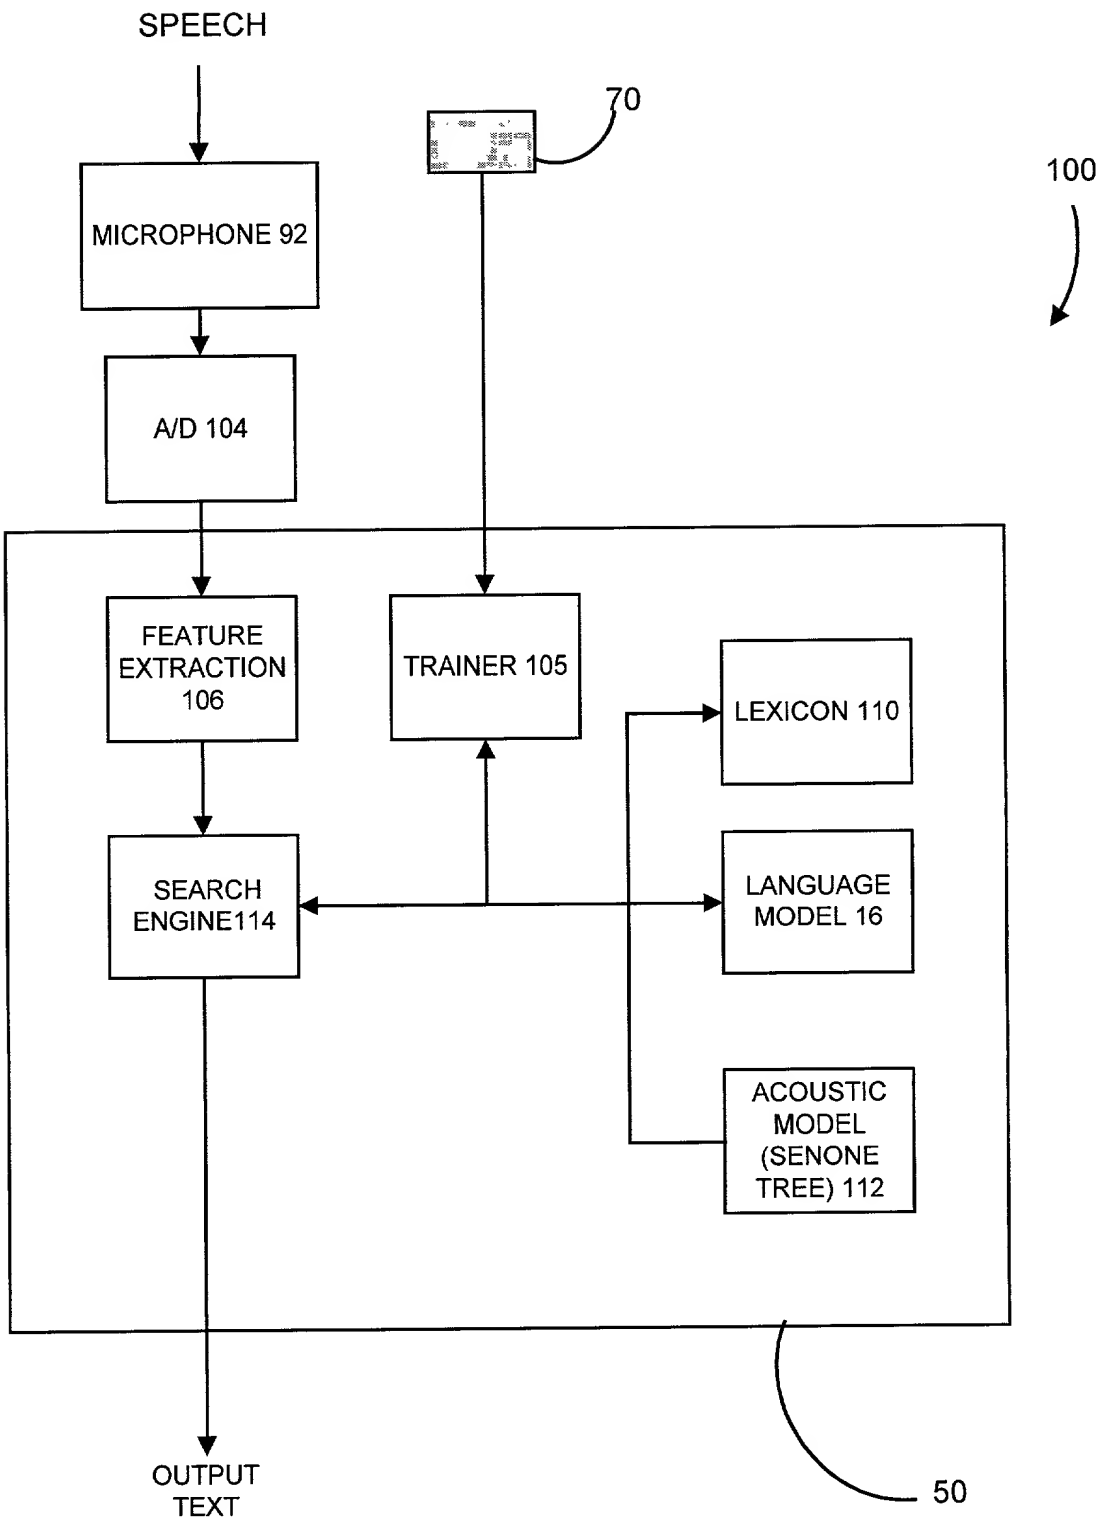 SPEECH
70
100
MICROPHONE 92
A/D 104
FEATURE
EXTRACTION
106
TRAINER 105
LEXICON 110
SEARCH
ENGINE114
LANGUAGE
MODEL 16
ACOUSTIC
MODEL
(SENONE
TREE) 112
OUTPUT
TEXT
50